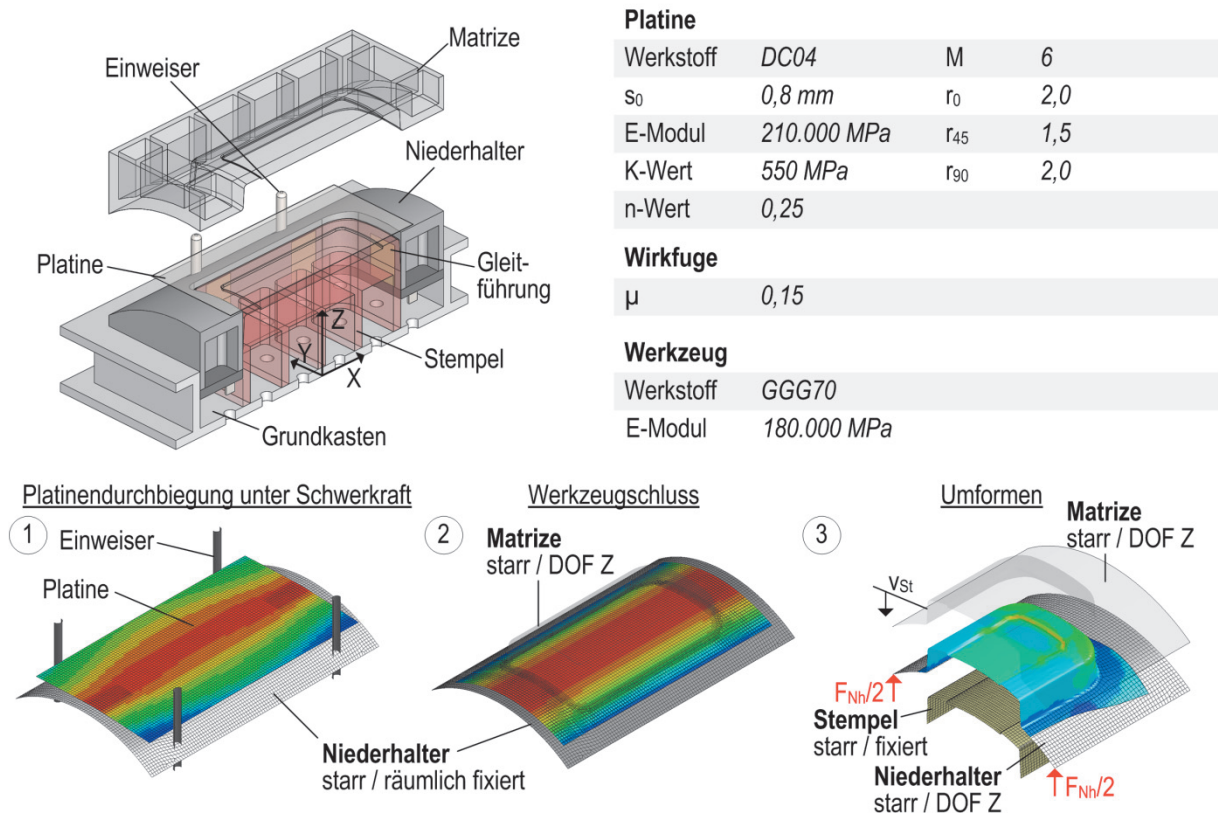 Matrize
Einweiser
Niederhalter
Platine
Gleit-
führung
Z
Y
X
Stempel
Grundkasten
Platine
Werkstoff DC04 M 6
s₀ 0,8 mm r₀ 2,0
E-Modul 210.000 MPa r₄₅ 1,5
K-Wert 550 MPa r₉₀ 2,0
n-Wert 0,25
Wirkfuge
µ 0,15
Werkzeug
Werkstoff GGG70
E-Modul 180.000 MPa
Platinendurchbiegung unter Schwerkraft
1
Einweiser
Platine
Werkzeugschluss
2
Matrize
starr / DOF Z
Niederhalter
starr / räumlich fixiert
Umformen
3
Matrize
starr / DOF Z
vSt
FNh/2
Stempel
starr / fixiert
Niederhalter
starr / DOF Z
FNh/2